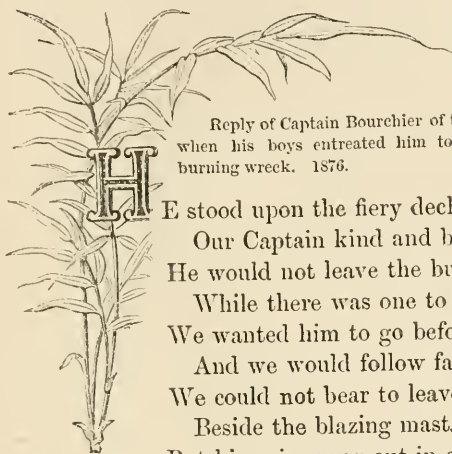 Reply of Captain Bourchier of
when his boys entreated him to
burning wreck. 1876.
HE stood upon the fiery deck
Our Captain kind and b
He would not leave the bu
While there was one to
We wanted him to go befo
And we would follow fa
We could not bear to leave
Beside the blazing mast.